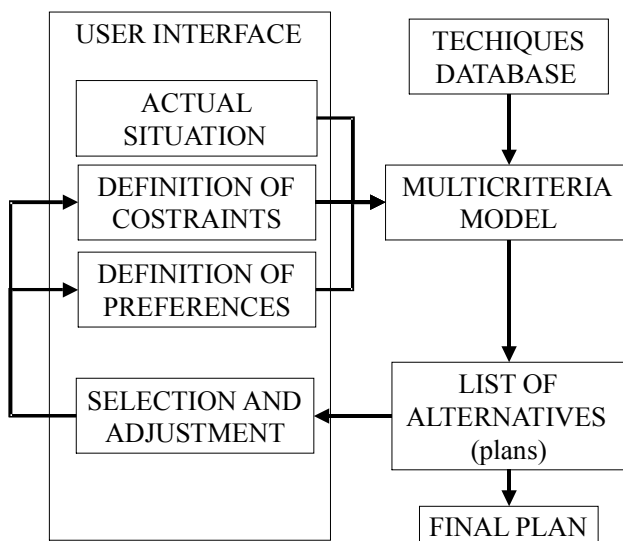 USER INTERFACE
ACTUAL
SITUATION
DEFINITION OF
COSTRAINTS
DEFINITION OF
PREFERENCES
SELECTION AND
ADJUSTMENT
TECHIQUES
DATABASE
MULTICRITERIA
MODEL
LIST OF
ALTERNATIVES
(plans)
FINAL PLAN